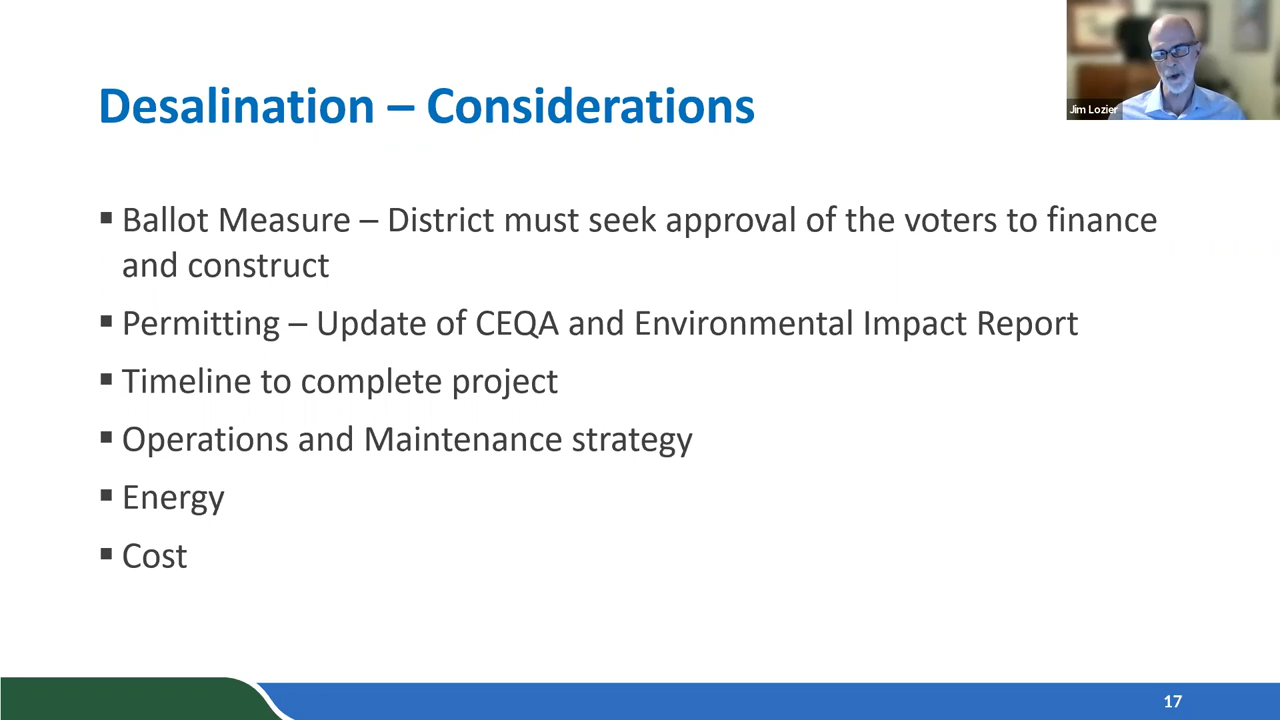 Jim Lozier
Desalination – Considerations
▪ Ballot Measure – District must seek approval of the voters to finance
and construct
▪ Permitting – Update of CEQA and Environmental Impact Report
▪ Timeline to complete project
▪ Operations and Maintenance strategy
▪ Energy
▪ Cost
17